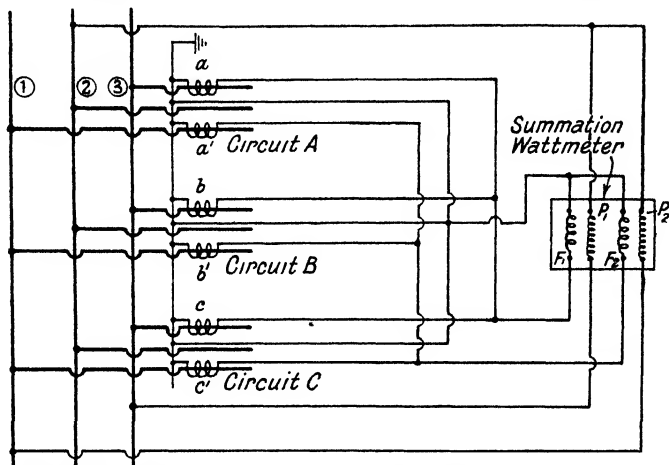 a
① ② ③
a' Circuit A
Summation
Wattmeter
b
P₁ P₂
b' Circuit B
F₁ F₂
c
c' Circuit C